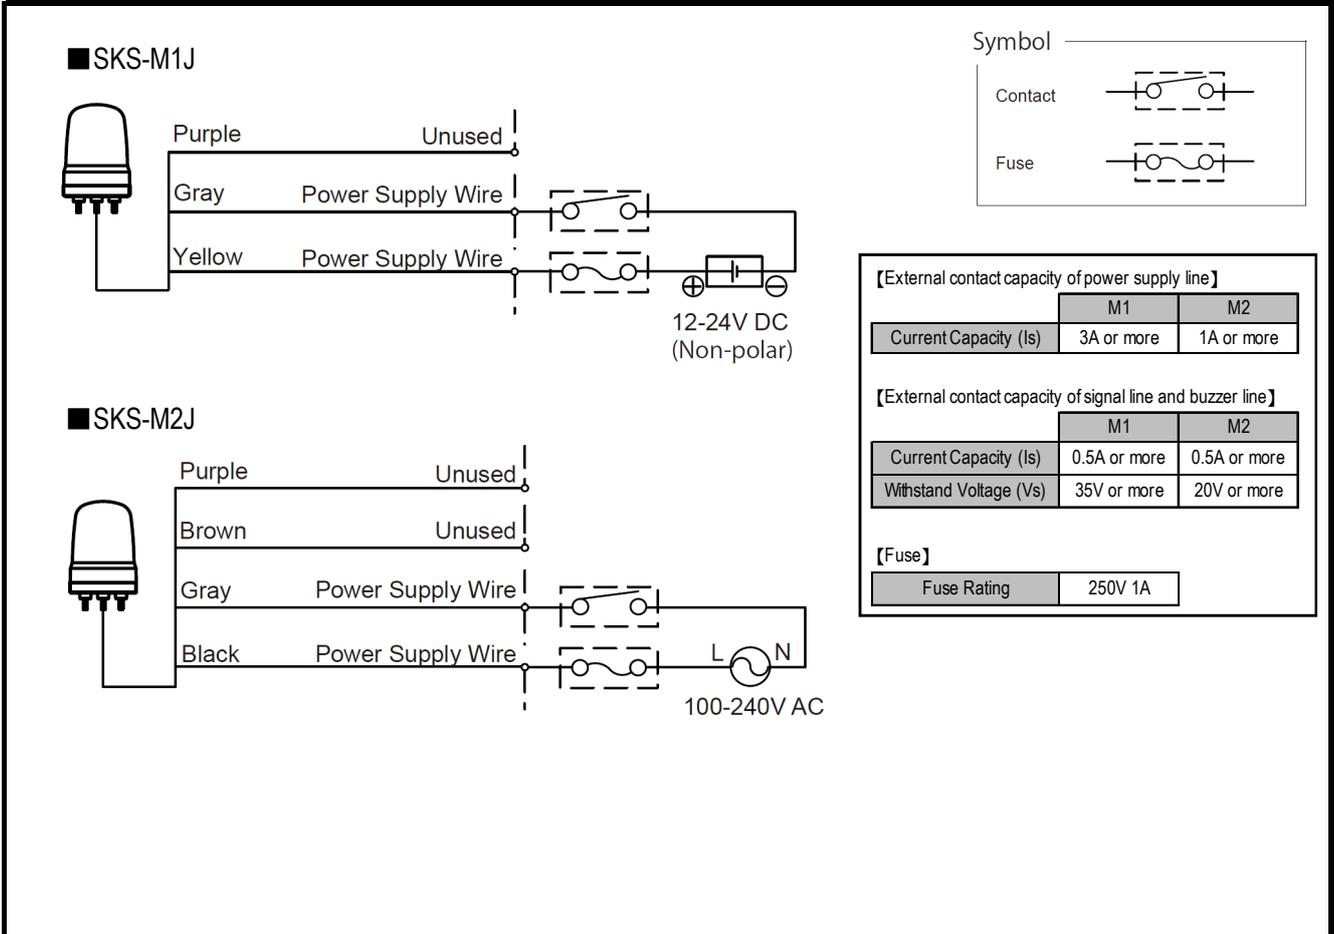 ■SKS-M1J
Purple Unused
Gray Power Supply Wire
Yellow Power Supply Wire
+ −
12-24V DC
(Non-polar)
■SKS-M2J
Purple Unused
Brown Unused
Gray Power Supply Wire
Black Power Supply Wire
L N
100-240V AC
Symbol
Contact
Fuse
【External contact capacity of power supply line】
M1 M2
Current Capacity (Is) 3A or more 1A or more
【External contact capacity of signal line and buzzer line】
M1 M2
Current Capacity (Is) 0.5A or more 0.5A or more
Withstand Voltage (Vs) 35V or more 20V or more
【Fuse】
Fuse Rating 250V 1A